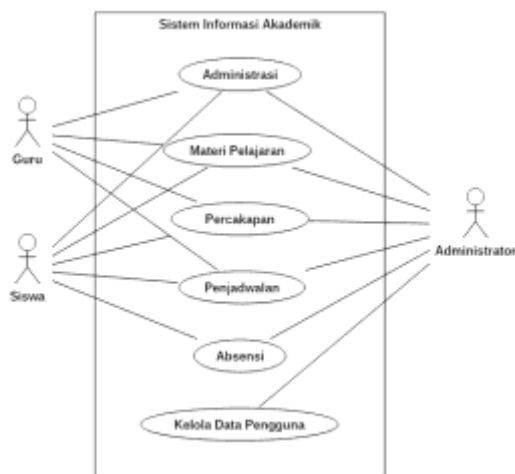 Sistem Informasi Akademik
Administrasi
Guru
Materi Pelajaran
Percakapan
Administrator
Siswa
Penjadwalan
Absensi
Kelola Data Pengguna